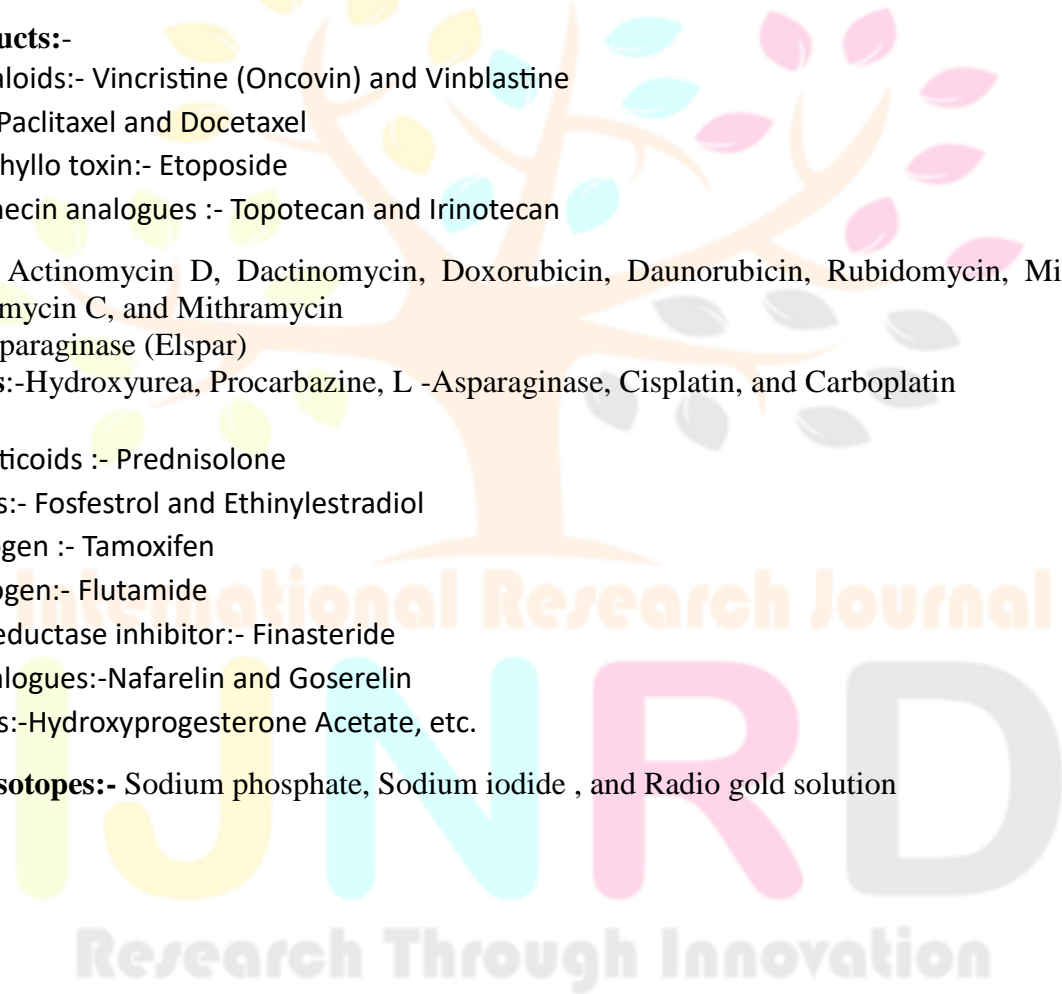 ucts:-
aloids:- Vincristine (Oncovin) and Vinblastine
Paclitaxel and Docetaxel
hyllo toxin:- Etoposide
necin analogues :- Topotecan and Irinotecan
Actinomycin D, Dactinomycin, Doxorubicin, Daunorubicin, Rubidomycin, Mi
mycin C, and Mithramycin
paraginase (Elspar)
s:-Hydroxyurea, Procarbazine, L -Asparaginase, Cisplatin, and Carboplatin
ticoids :- Prednisolone
s:- Fosfestrol and Ethinylestradiol
gen :- Tamoxifen
ogen:- Flutamide
eductase inhibitor:- Finasteride
alogues:-Nafarelin and Goserelin
s:-Hydroxyprogesterone Acetate, etc.
sotopes:- Sodium phosphate, Sodium iodide , and Radio gold solution
International Research Journal
IJNRD
Research Through Innovation